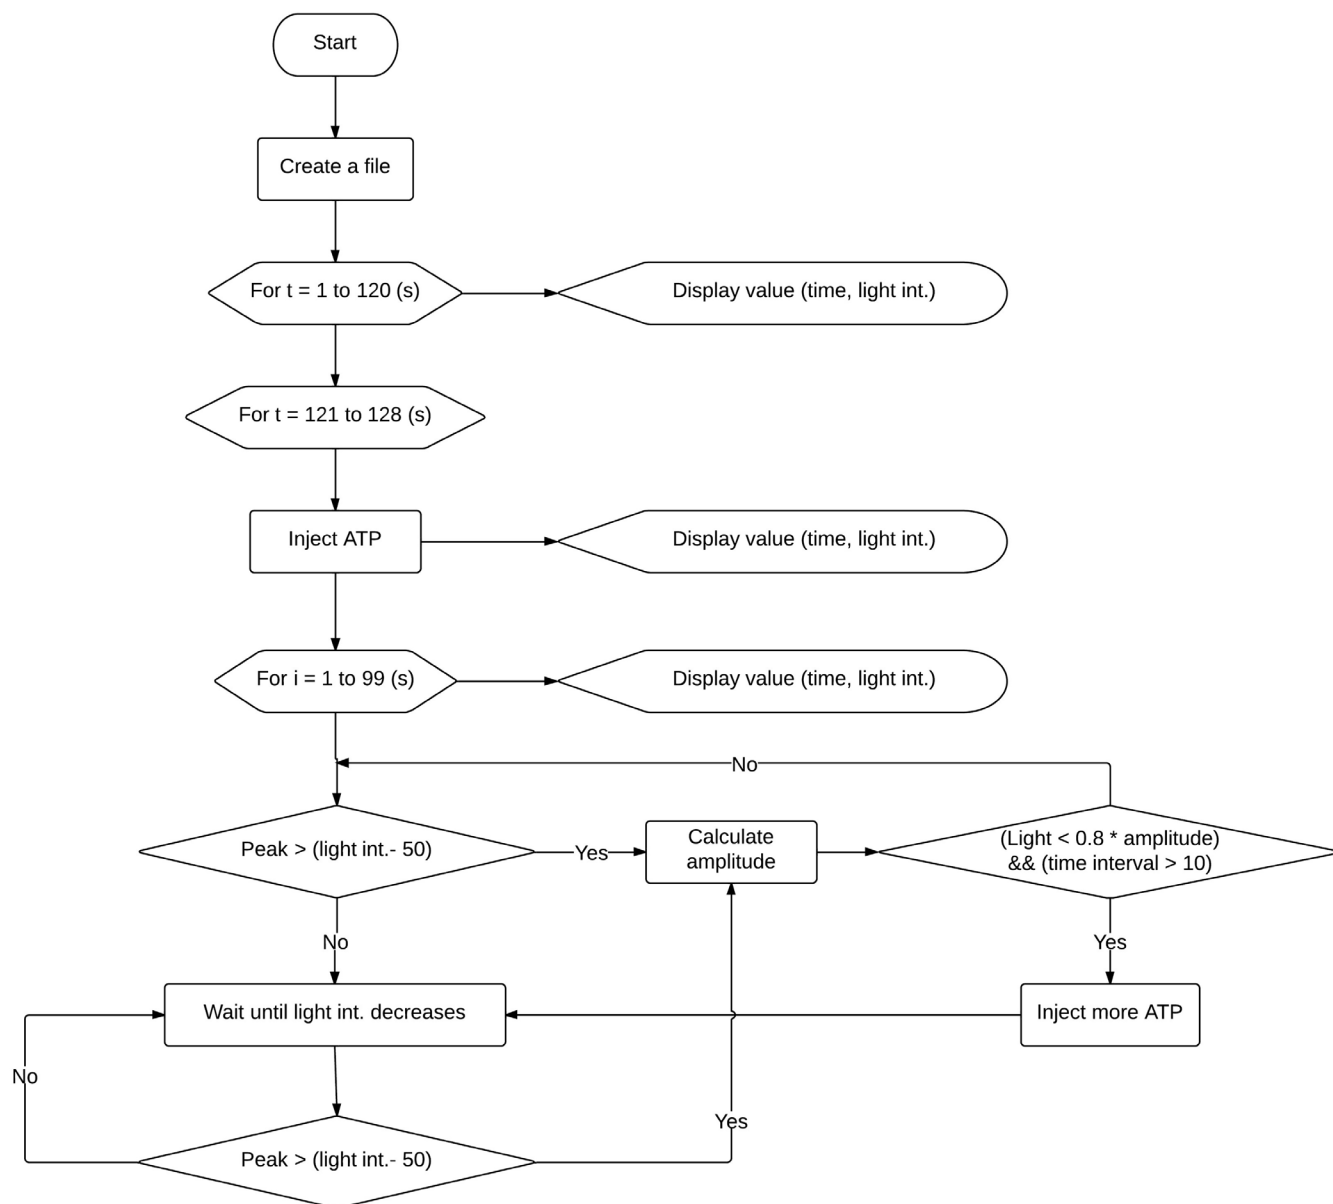 Start
Create a file
For t = 1 to 120 (s)
Display value (time, light int.)
For t = 121 to 128 (s)
Inject ATP
Display value (time, light int.)
For i = 1 to 99 (s)
Display value (time, light int.)
No
Peak > (light int.- 50)
Yes
Calculate
amplitude
(Light < 0.8 * amplitude)
&& (time interval > 10)
No
Yes
Wait until light int. decreases
Inject more ATP
No
Yes
Peak > (light int.- 50)